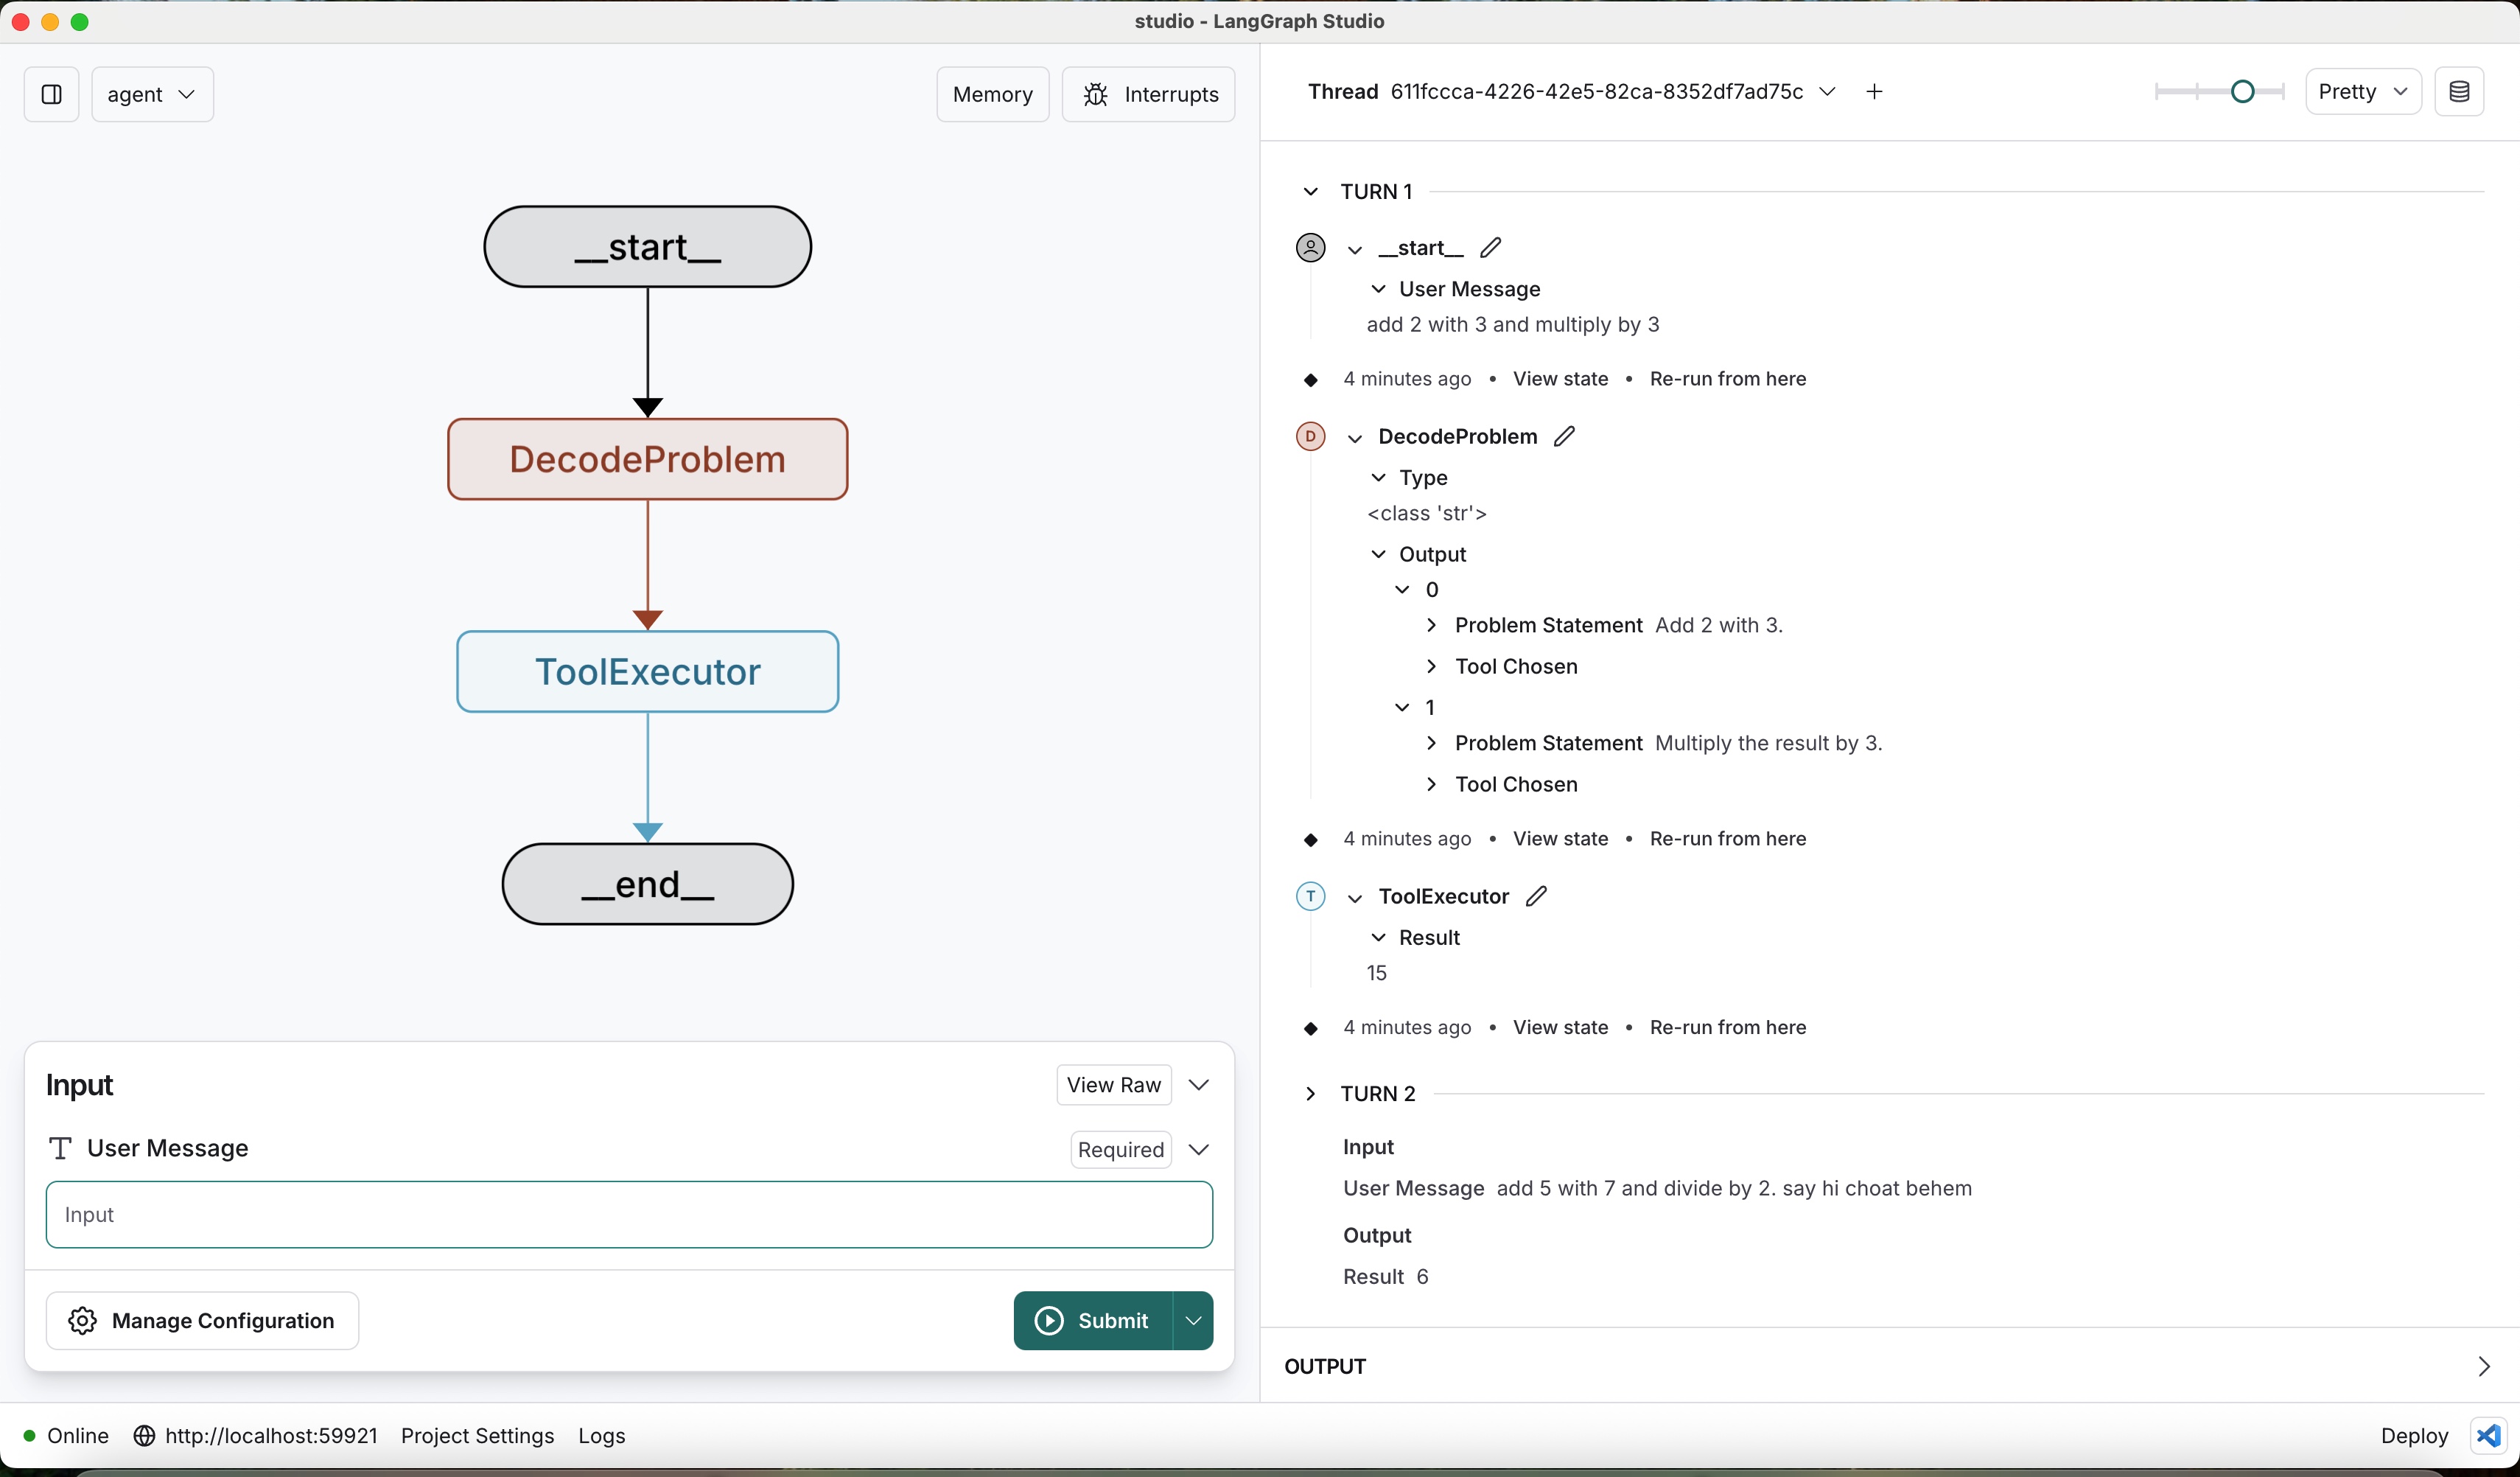 studio - LangGraph Studio
agent
Memory
Interrupts
__start__
DecodeProblem
ToolExecutor
__end__
Input
View Raw
User Message
Required
Input
Manage Configuration
Submit
Thread 611fccca-4226-42e5-82ca-8352df7ad75c
Pretty
TURN 1
__start__
User Message
add 2 with 3 and multiply by 3
4 minutes ago • View state • Re-run from here
D DecodeProblem
Type
<class 'str'>
Output
0
Problem Statement Add 2 with 3.
Tool Chosen
1
Problem Statement Multiply the result by 3.
Tool Chosen
4 minutes ago • View state • Re-run from here
T ToolExecutor
Result
15
4 minutes ago • View state • Re-run from here
TURN 2
Input
User Message add 5 with 7 and divide by 2. say hi choat behem
Output
Result 6
OUTPUT
Online http://localhost:59921 Project Settings Logs
Deploy